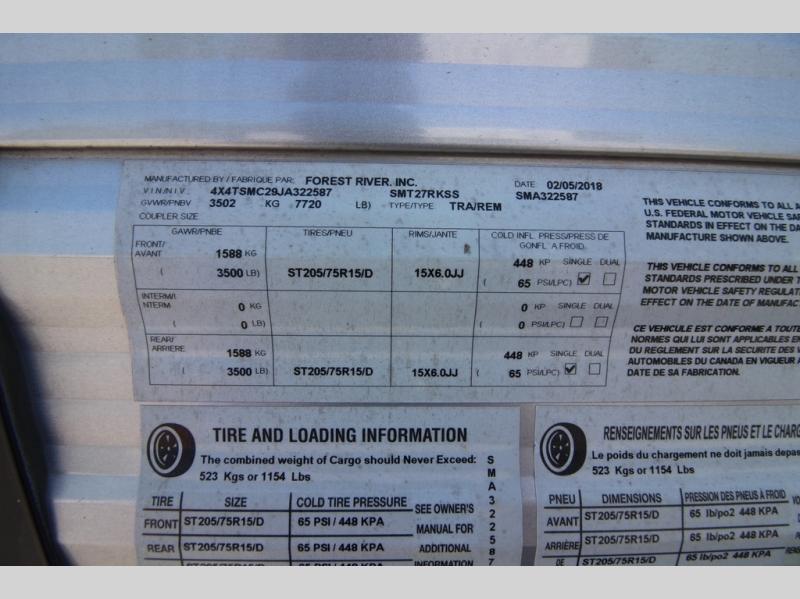 MANUFACTURED BY / FABRIQUE PAR: FOREST RIVER. INC. DATE 02/05/2018
V.I.N/N.I.V. 4X4TSMC29JA322587 SMT27RKSS SMA322587
GVWR/PNBV 3502 KG 7720 LB) TYPE/TYPE TRA/REM
COUPLER SIZE
GAWR/PNBE TIRES/PNEU RIMS/JANTE COLD INFL PRESS/PRESS DE GONFL A FROID.
FRONT/ AVANT 1588 KG 448 KP SINGLE DUAL
( 3500 LB) ST205/75R15/D 15X6.0JJ ( 65 PSI/LPC)
INTERM/I NTERM 0 KG 0 KP SINGLE DUAL
( 0 LB) ( 0 PSI/LPC)
REAR/ ARRIÈRE 1588 KG 448 KP SINGLE DUAL
( 3500 LB) ST205/75R15/D 15X6.0JJ ( 65 PSI/LPC)
THIS VEHICLE CONFORMS TO ALL A
U.S. FEDERAL MOTOR VEHICLE SA
STANDARDS IN EFFECT ON THE DA
MANUFACTURE SHOWN ABOVE.
THIS VEHICLE CONFORMS TO ALL
STANDARDS PRESCRIBED UNDER T
MOTOR VEHICLE SAFETY REGULAT
EFFECT ON THE DATE OF MANUFAC
CE VEHICULE EST CONFORME A TOUTE
NORMES QUI LUI SONT APPLICABLES EN
DU REGLEMENT SUR LA SECURITE DES V
AUTOMOBILES DU CANADA EN VIGUEUR A
DATE DE SA FABRICATION.
TIRE AND LOADING INFORMATION
The combined weight of Cargo should Never Exceed:
523 Kgs or 1154 Lbs
TIRE SIZE COLD TIRE PRESSURE SEE OWNER'S
FRONT ST205/75R15/D 65 PSI / 448 KPA MANUAL FOR
REAR ST205/75R15/D 65 PSI / 448 KPA ADDITIONAL
INFORMATION
SMA322587
RENSEIGNEMENTS SUR LES PNEUS ET LE CHARG
Le poids du chargement ne doit jamais depas
523 Kgs or 1154 Lbs
PNEU DIMENSIONS PRESSION DES PNEUS À FROID
AVANT ST205/75R15/D 65 lb/po2 448 KPA
ARRIÈRE ST205/75R15/D 65 lb/po2 448 KPA
DE ST205/75R15/D 65 lb/po2 448 KPA